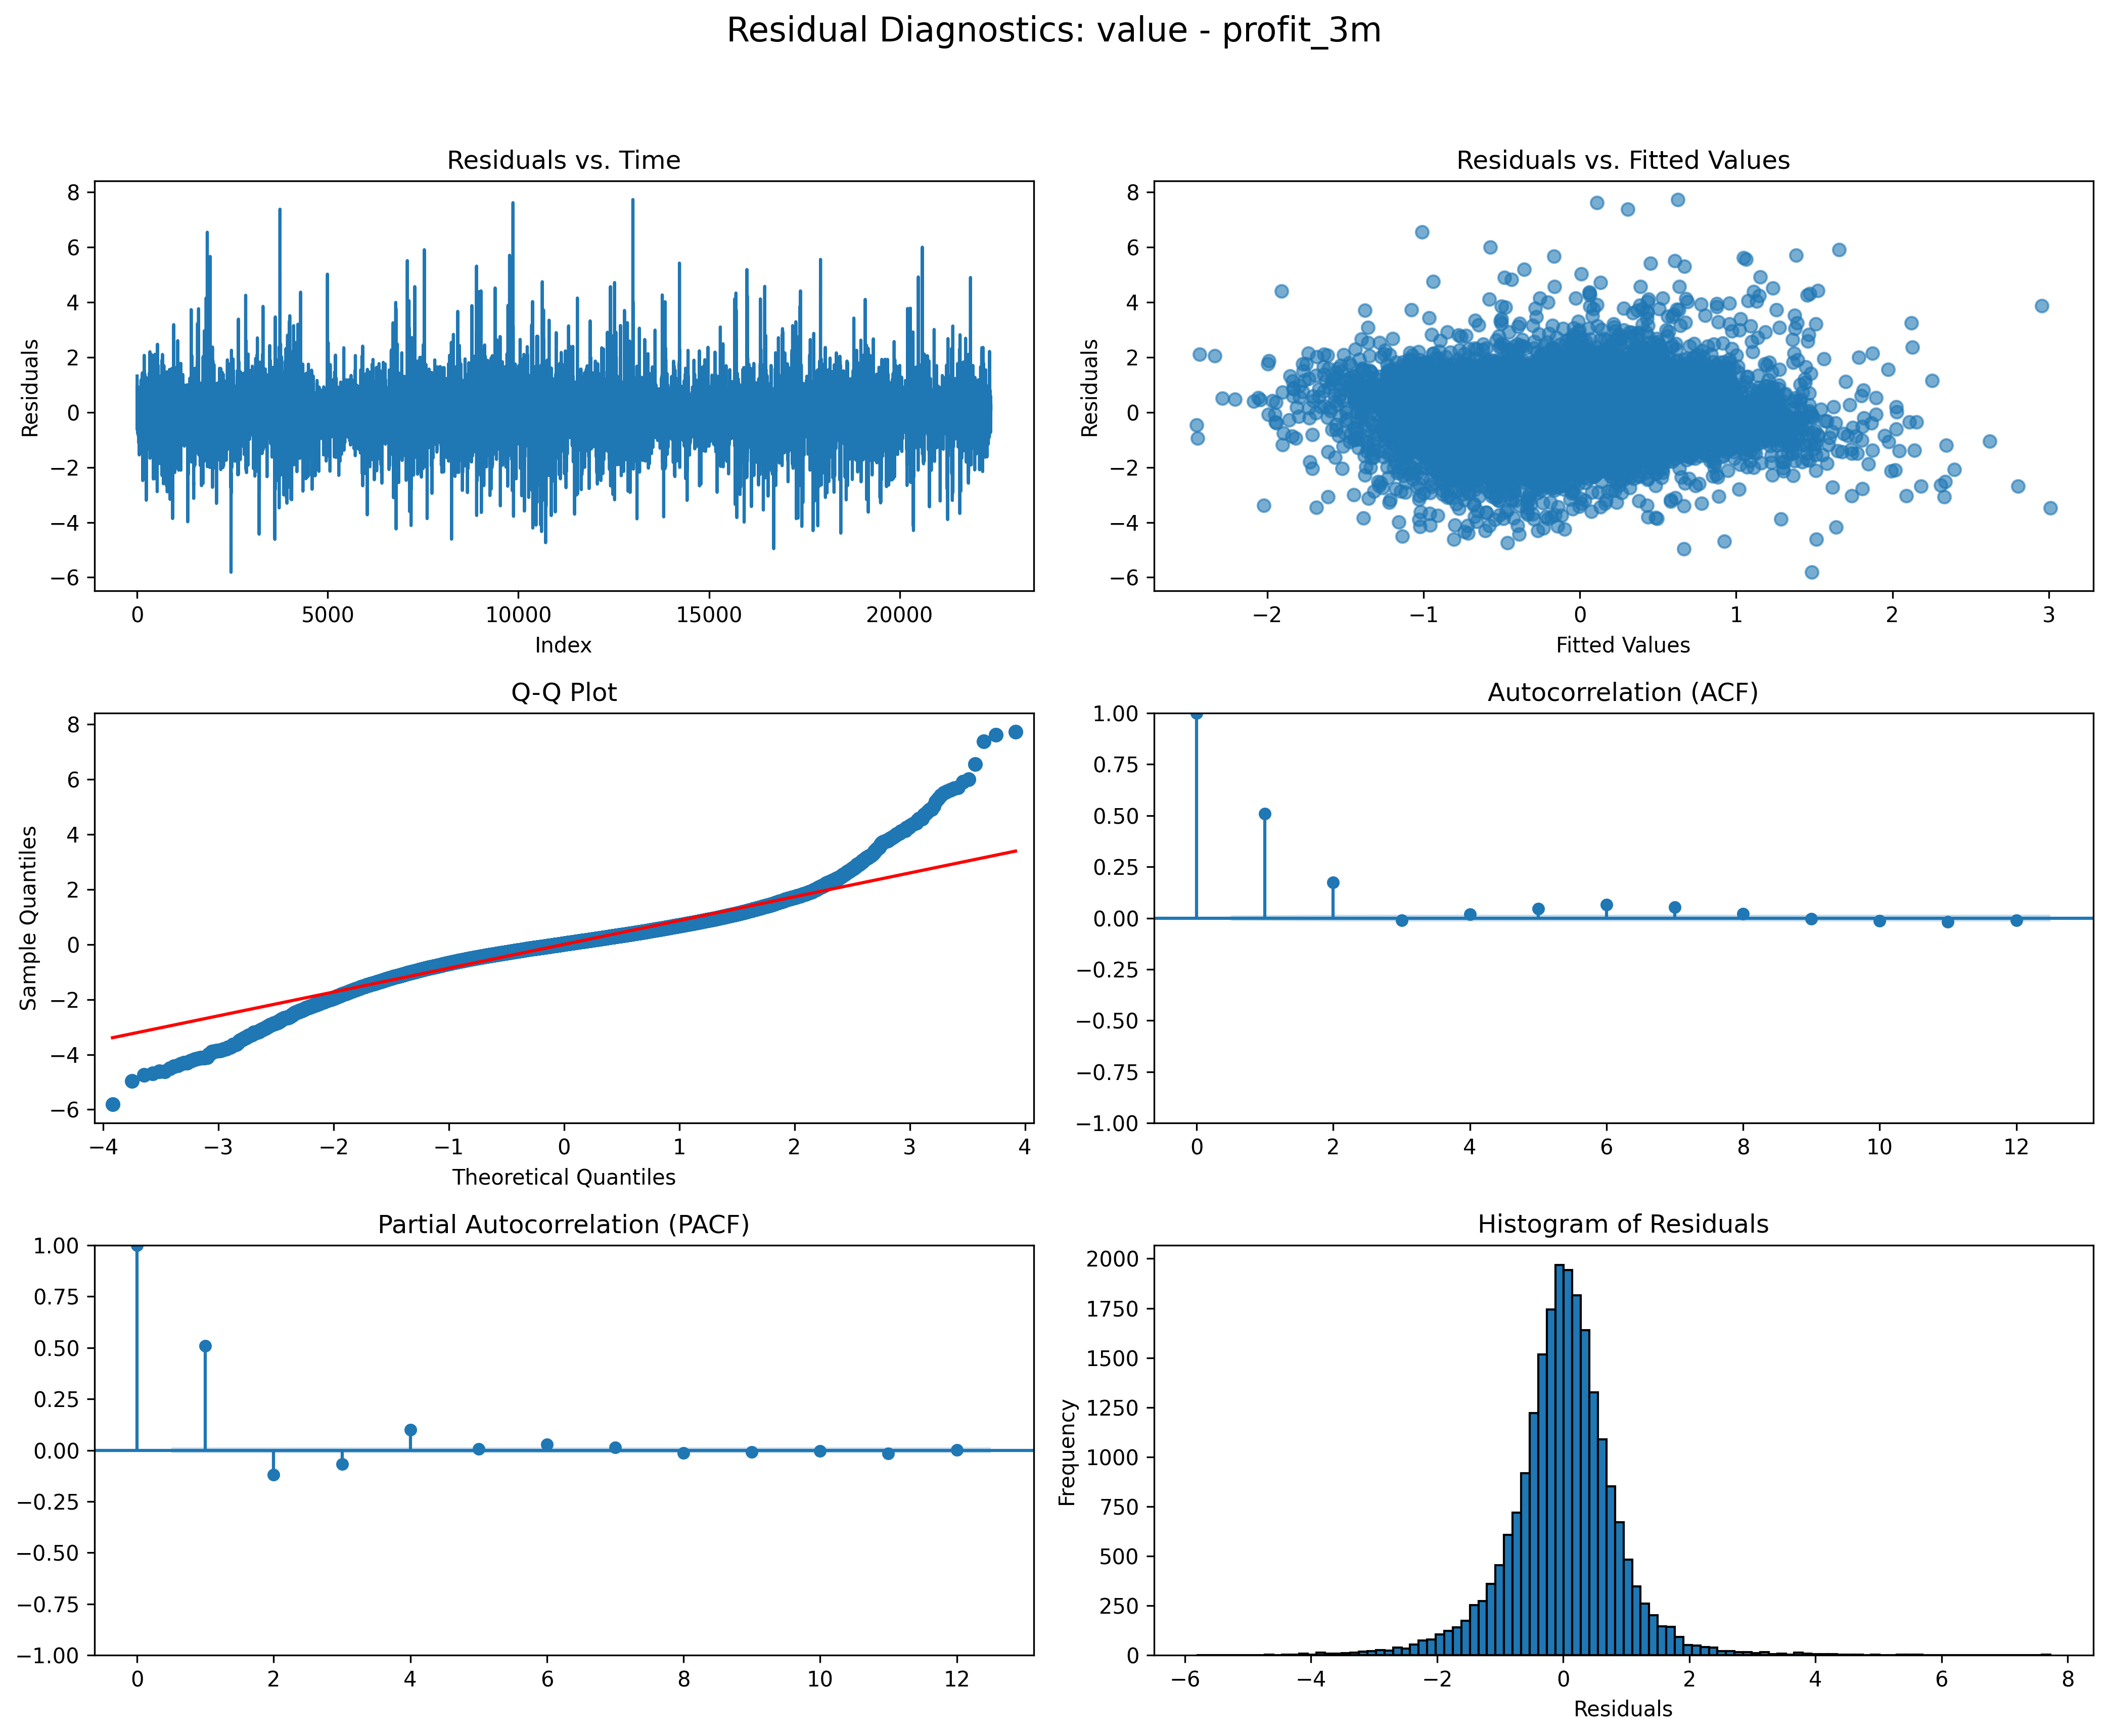 Residual Diagnostics: value - profit_3m
Residuals vs. Time
8
6
4
2
0
−2
−4
−6
Residuals
0 5000 10000 15000 20000
Index
Residuals vs. Fitted Values
8
6
4
2
0
−2
−4
−6
Residuals
−2 −1 0 1 2 3
Fitted Values
Q-Q Plot
8
6
4
2
0
−2
−4
−6
Sample Quantiles
−4 −3 −2 −1 0 1 2 3 4
Theoretical Quantiles
Autocorrelation (ACF)
1.00
0.75
0.50
0.25
0.00
−0.25
−0.50
−0.75
−1.00
0 2 4 6 8 10 12
Partial Autocorrelation (PACF)
1.00
0.75
0.50
0.25
0.00
−0.25
−0.50
−0.75
−1.00
0 2 4 6 8 10 12
Histogram of Residuals
2000
1750
1500
1250
1000
750
500
250
0
Frequency
−6 −4 −2 0 2 4 6 8
Residuals